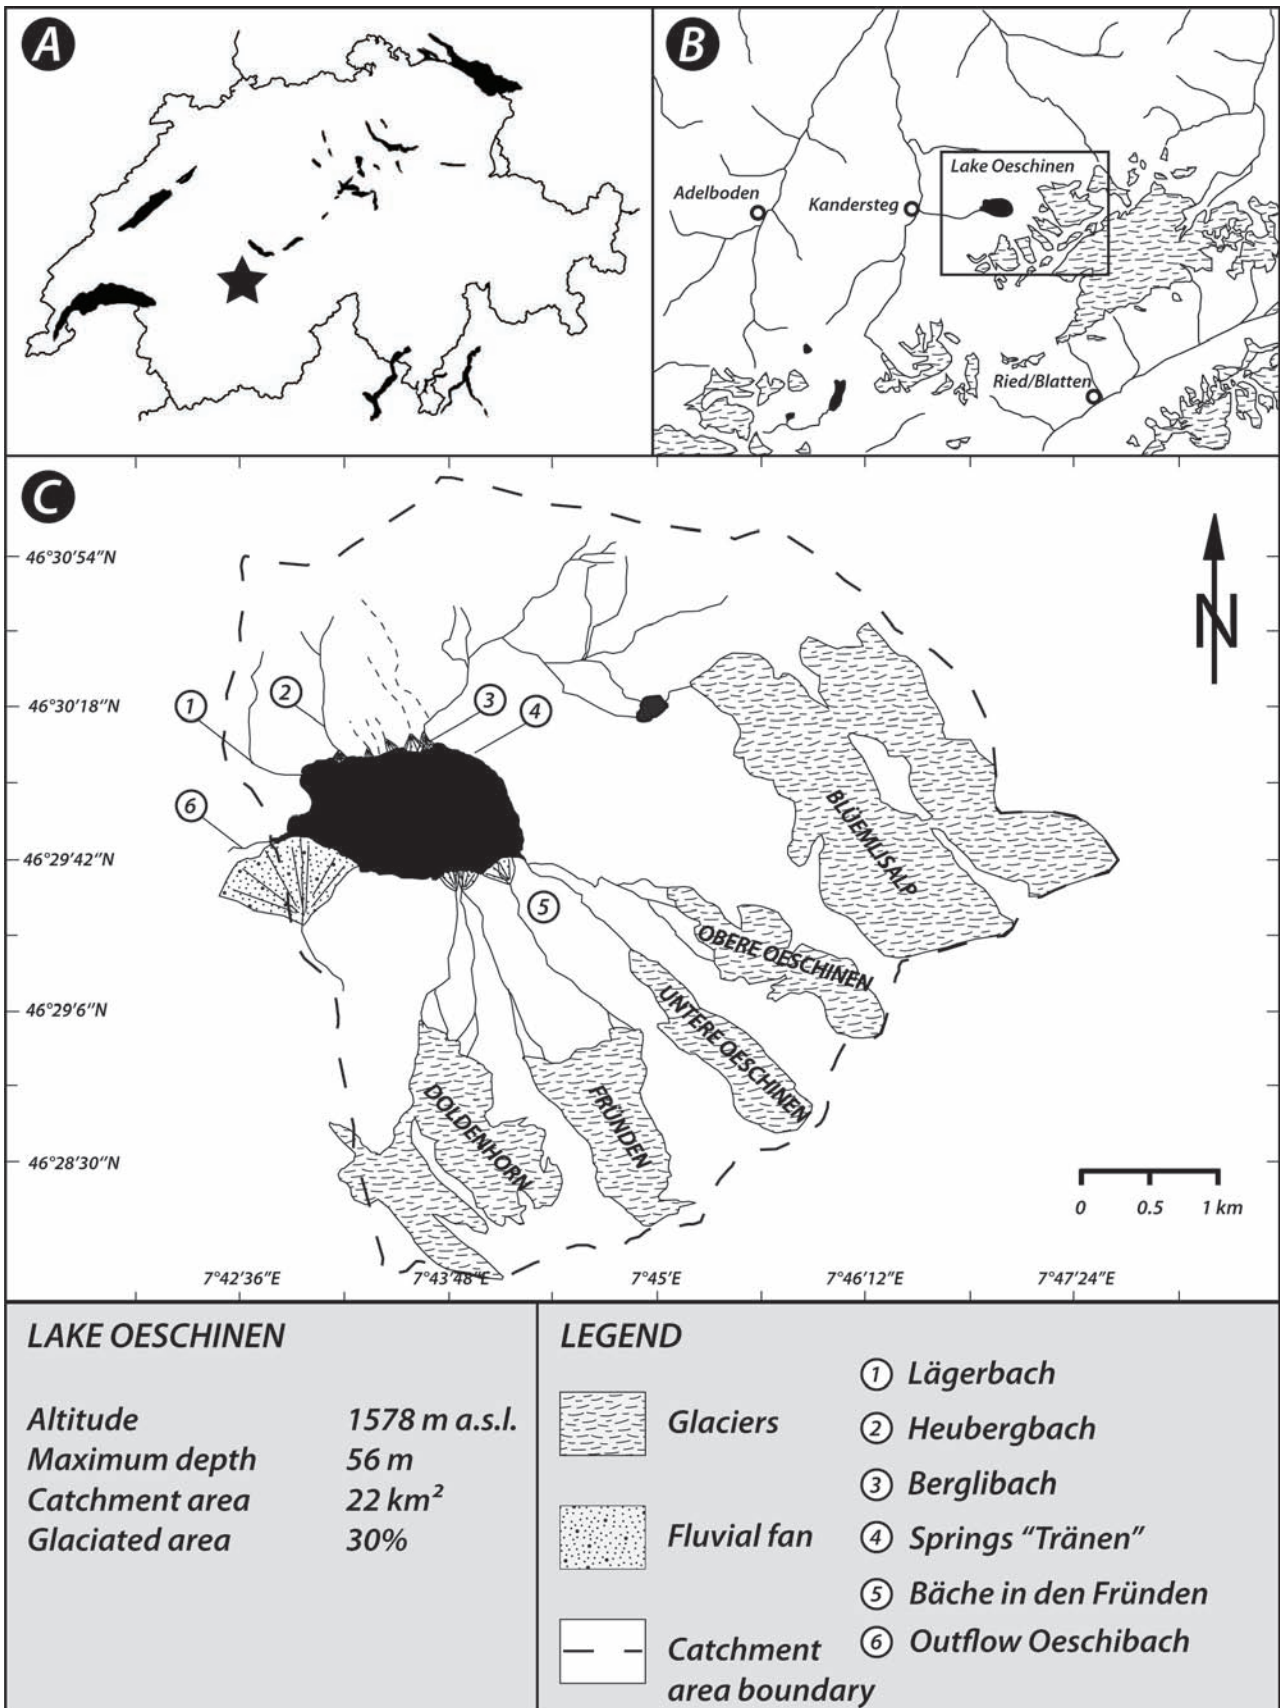 A
B
Lake Oeschinen
Adelboden
Kandersteg
Ried/Blatten
C
46°30'54"N
N
46°30'18"N
1
2
3
4
6
46°29'42"N
5
BLÜEMLISALP
OBERE OESCHINEN
UNTERE OESCHINEN
46°29'6"N
DOLDENHORN
FRÜNDEN
46°28'30"N
0 0.5 1 km
7°42'36"E 7°43'48"E 7°45'E 7°46'12"E 7°47'24"E
LAKE OESCHINEN
Altitude 1578 m a.s.l.
Maximum depth 56 m
Catchment area 22 km²
Glaciated area 30%
LEGEND
Glaciers
Fluvial fan
Catchment
area boundary
1 Lägerbach
2 Heubergbach
3 Berglibach
4 Springs "Tränen"
5 Bäche in den Fründen
6 Outflow Oeschibach